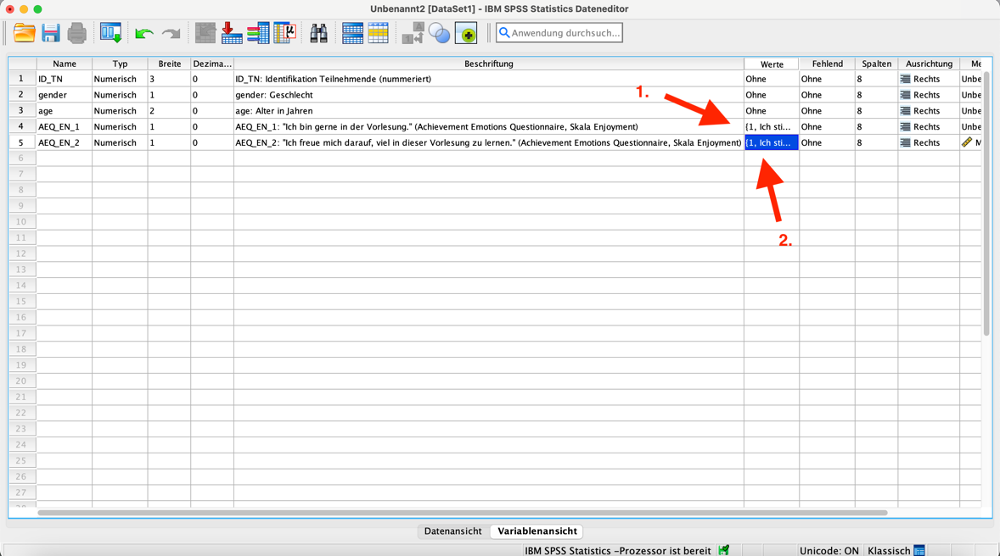 Unbenannt2 [DataSet1] - IBM SPSS Statistics Dateneditor
Anwendung durchsuch...
Name Typ Breite Dezima... Beschriftung Werte Fehlend Spalten Ausrichtung Me
1 ID_TN Numerisch 3 0 ID_TN: Identifikation Teilnehmende (nummeriert) Ohne Ohne 8 Rechts Unbe
2 gender Numerisch 1 0 gender: Geschlecht Ohne Ohne 8 Rechts Unbe
3 age Numerisch 2 0 age: Alter in Jahren Ohne Ohne 8 Rechts Unbe
4 AEQ_EN_1 Numerisch 1 0 AEQ_EN_1: "Ich bin gerne in der Vorlesung." (Achievement Emotions Questionnaire, Skala Enjoyment) {1, Ich sti... Ohne 8 Rechts Unbe
5 AEQ_EN_2 Numerisch 1 0 AEQ_EN_2: "Ich freue mich darauf, viel in dieser Vorlesung zu lernen." (Achievement Emotions Questionnaire, Skala Enjoyment) {1, Ich sti... Ohne 8 Rechts M
1.
2.
6
7
8
9
10
11
12
13
14
15
16
17
18
19
20
21
22
23
24
25
26
27
Datenansicht Variablenansicht
IBM SPSS Statistics -Prozessor ist bereit Unicode: ON Klassisch